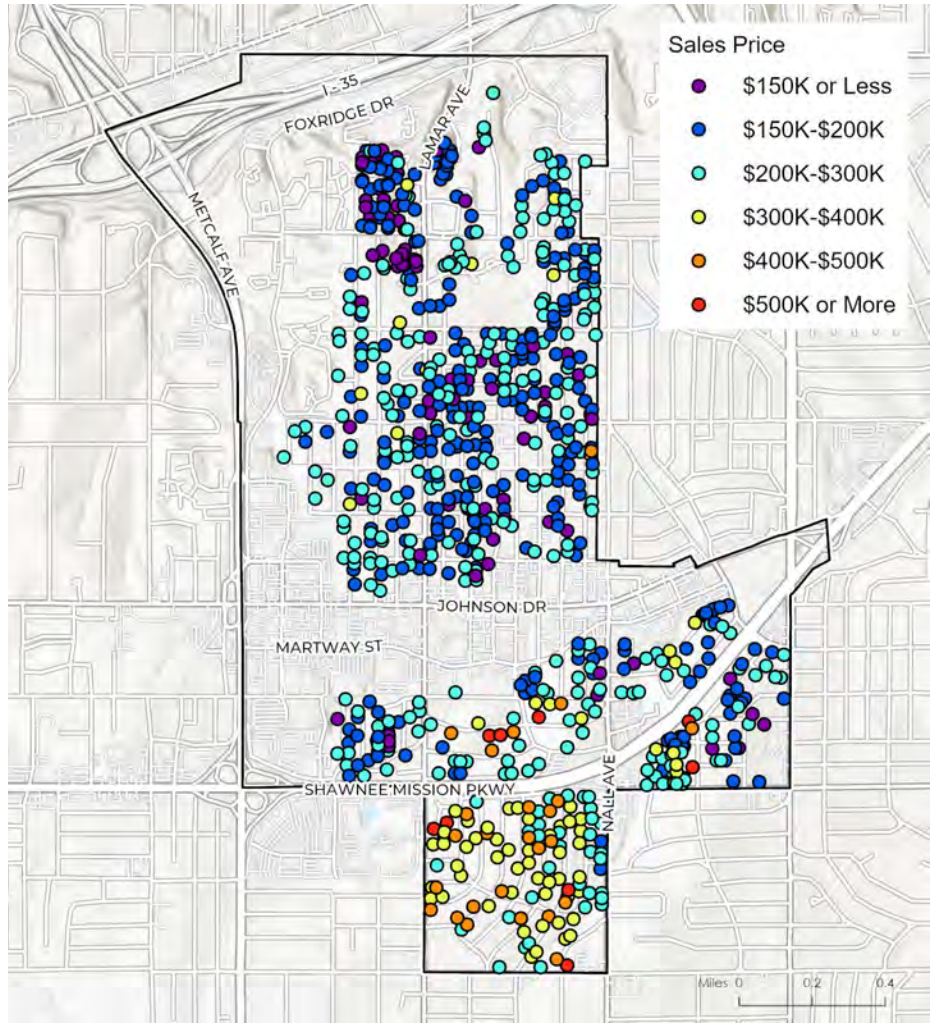 Sales Price
$150K or Less
$150K-$200K
$200K-$300K
$300K-$400K
$400K-$500K
$500K or More
I - 35
FOXRIDGE DR
LAMAR AVE
METCALF AVE
JOHNSON DR
MARTWAY ST
SHAWNEE MISSION PKWY
NALL AVE
Miles 0 0.2 0.4